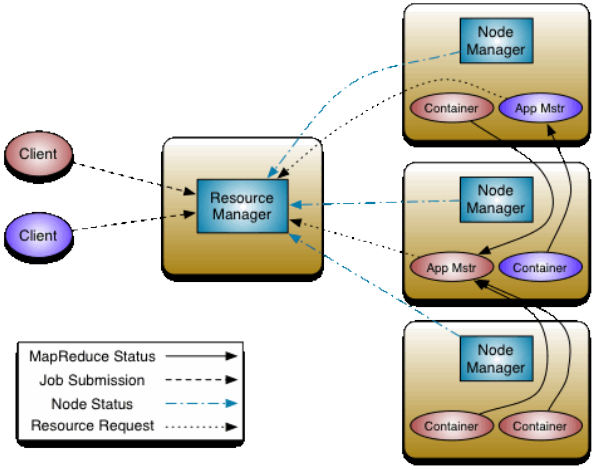 Client
Client
Resource
Manager
Node
Manager
Container
App Mstr
Node
Manager
App Mstr
Container
Node
Manager
Container
Container
MapReduce Status
Job Submission
Node Status
Resource Request